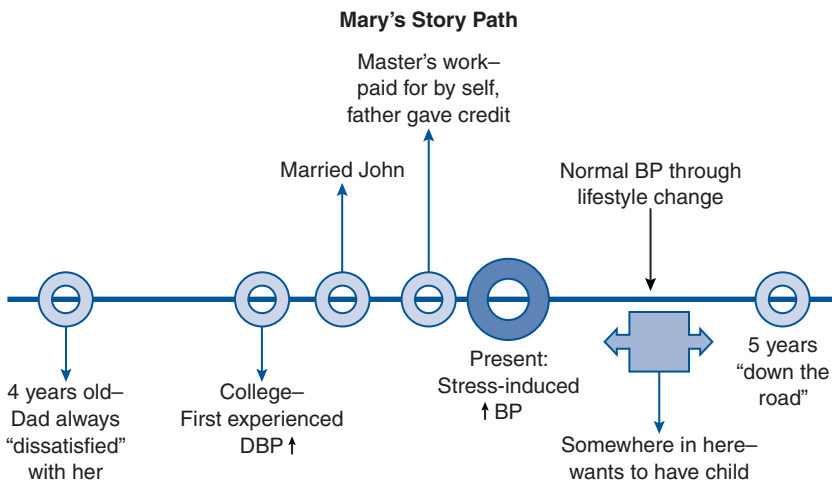 Mary’s Story Path
Master’s work–
paid for by self,
father gave credit
Married John
Normal BP through
lifestyle change
4 years old–
Dad always
“dissatisfied”
with her
College–
First experienced
DBP ↑
Present:
Stress-induced
↑ BP
Somewhere in here–
wants to have child
5 years
“down the
road”